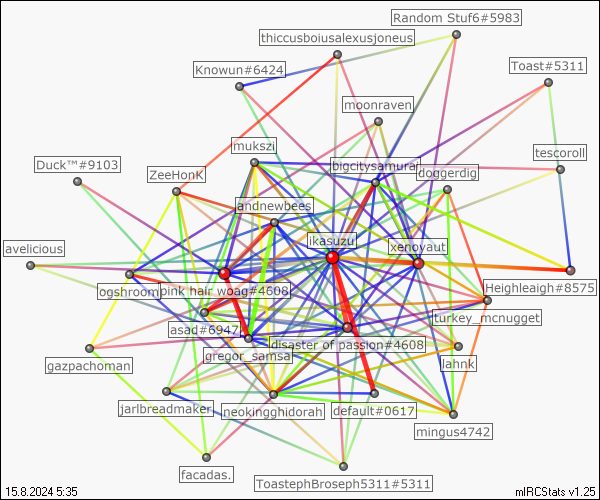 Random Stuf6#5983
thiccusboiusalexusjoneus
Knowun#6424
Toast#5311
moonraven
mukszi
tescoroll
Duck™#9103
bigcitysamurai
doggerdig
ZeeHonK
andnewbees
ikasuzu
xenoyaut
avelicious
ogshroom
pink hair woag#4608
Heighleaigh#8575
asad#6947
turkey_mcnugget
disaster of passion#4608
gregor_samsa
lahnk
gazpachoman
jarlbreadmaker
neokingghidorah
default#0617
mingus4742
facadas.
ToastephBroseph5311#5311
15.8.2024 5:35
mIRCStats v1.25